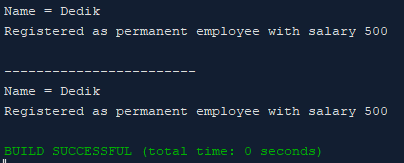 Name = Dedik
Registered as permanent employee with salary 500
------------------------
Name = Dedik
Registered as permanent employee with salary 500
BUILD SUCCESSFUL (total time: 0 seconds)